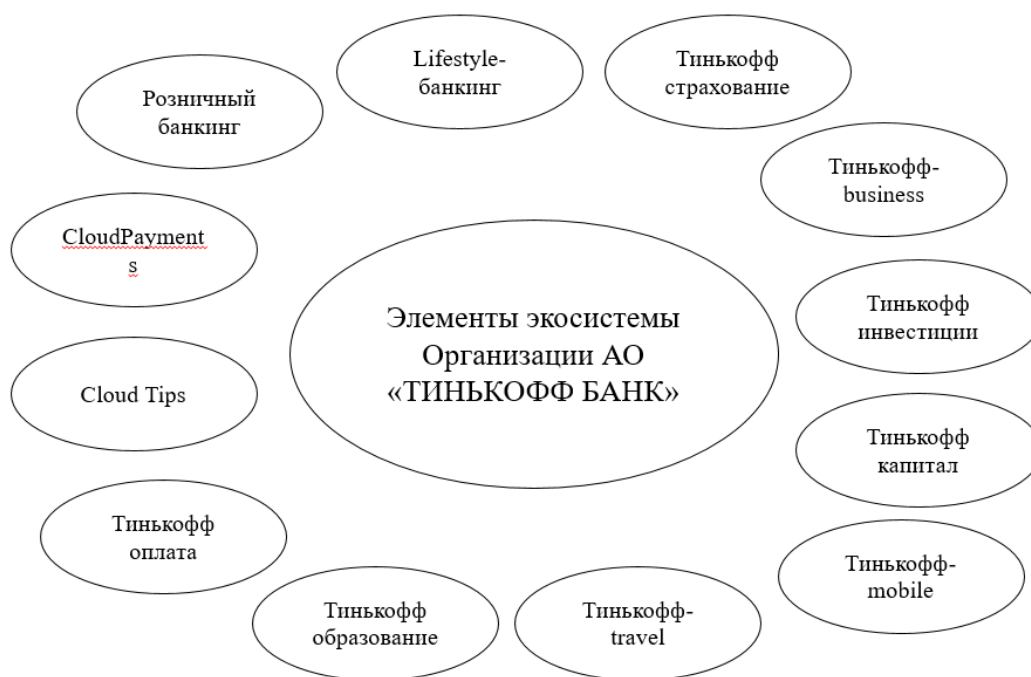 Lifestyle-
банкинг
Тинькофф
страхование
Розничный
банкинг
Тинькофф-
business
CloudPayment
s
Тинькофф
инвестиции
Элементы экосистемы
Организации АО
«ТИНЬКОФФ БАНК»
Cloud Tips
Тинькофф
капитал
Тинькофф
оплата
Тинькофф-
mobile
Тинькофф
образование
Тинькофф-
travel